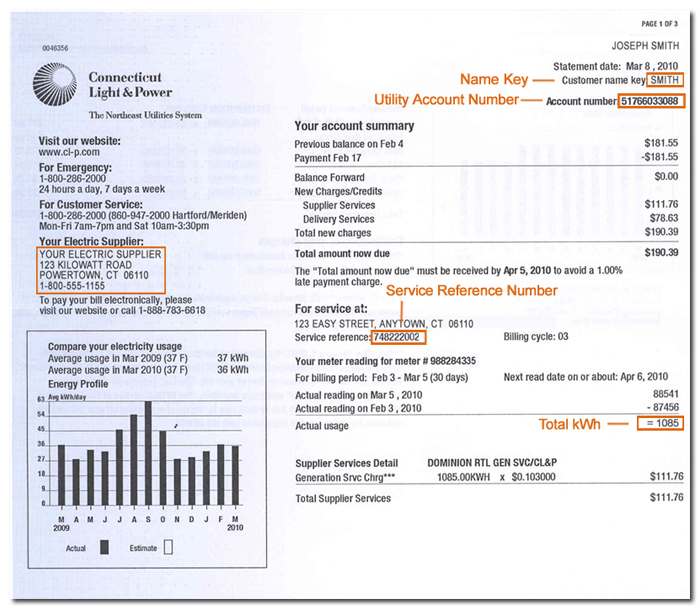 PAGE 1 OF 3
0046356
JOSEPH SMITH
Statement date: Mar 8, 2010
Name Key
Customer name key SMITH
Utility Account Number
Account number: 51766033088
Connecticut
Light & Power
The Northeast Utilities System
Visit our website:
www.cl-p.com
For Emergency:
1-800-286-2000
24 hours a day, 7 days a week
For Customer Service:
1-800-286-2000 (860-947-2000 Hartford/Meriden)
Mon-Fri 7am-7pm and Sat 10am-3:30pm
Your Electric Supplier:
YOUR ELECTRIC SUPPLIER
123 KILOWATT ROAD
POWERTOWN, CT 06110
1-800-555-1155
To pay your bill electronically, please
visit our website or call 1-888-783-6618
Your account summary
Previous balance on Feb 4 $181.55
Payment Feb 17 -$181.55
Balance Forward $0.00
New Charges/Credits
Supplier Services $111.76
Delivery Services $78.63
Total new charges $190.39
Total amount now due $190.39
The "Total amount now due" must be received by Apr 5, 2010 to avoid a 1.00%
late payment charge.
Service Reference Number
For service at:
123 EASY STREET, ANYTOWN, CT 06110
Service reference: 748222002 Billing cycle: 03
Your meter reading for meter # 988284335
For billing period: Feb 3 - Mar 5 (30 days) Next read date on or about: Apr 6, 2010
Actual reading on Mar 5, 2010 88541
Actual reading on Feb 3, 2010 - 87456
Actual usage Total kWh = 1085
Supplier Services Detail DOMINION RTL GEN SVC/CL&P
Generation Srvc Chrg*** 1085.00KWH x $0.103000 $111.76
Total Supplier Services $111.76
Compare your electricity usage
Average usage in Mar 2009 (37 F) 37 kWh
Average usage in Mar 2010 (37 F) 36 kWh
Energy Profile
63 Avg kWh/day
54
45
36
27
18
9
0
M A M J J A S O N D J F M
2009 2010
Actual Estimate